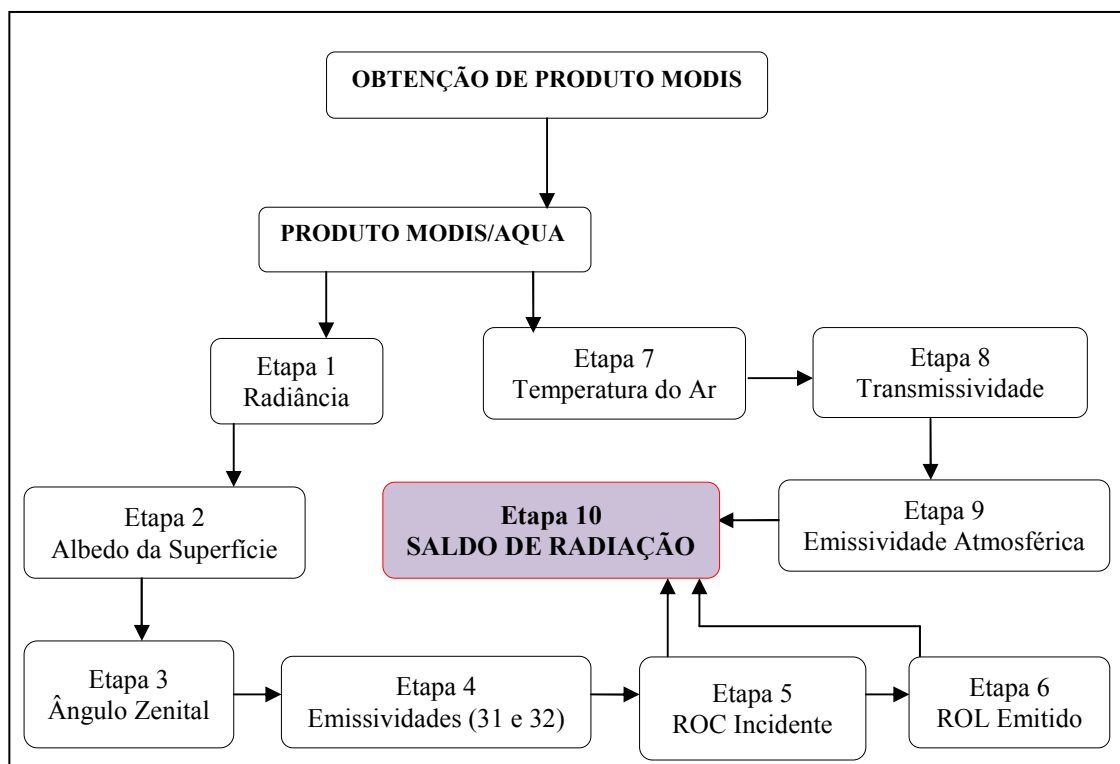 OBTENÇÃO DE PRODUTO MODIS
PRODUTO MODIS/AQUA
Etapa 1
Radiância
Etapa 7
Temperatura do Ar
Etapa 8
Transmissividade
Etapa 2
Albedo da Superfície
Etapa 10
SALDO DE RADIAÇÃO
Etapa 9
Emissividade Atmosférica
Etapa 3
Ângulo Zenital
Etapa 4
Emissividades (31 e 32)
Etapa 5
ROC Incidente
Etapa 6
ROL Emitido